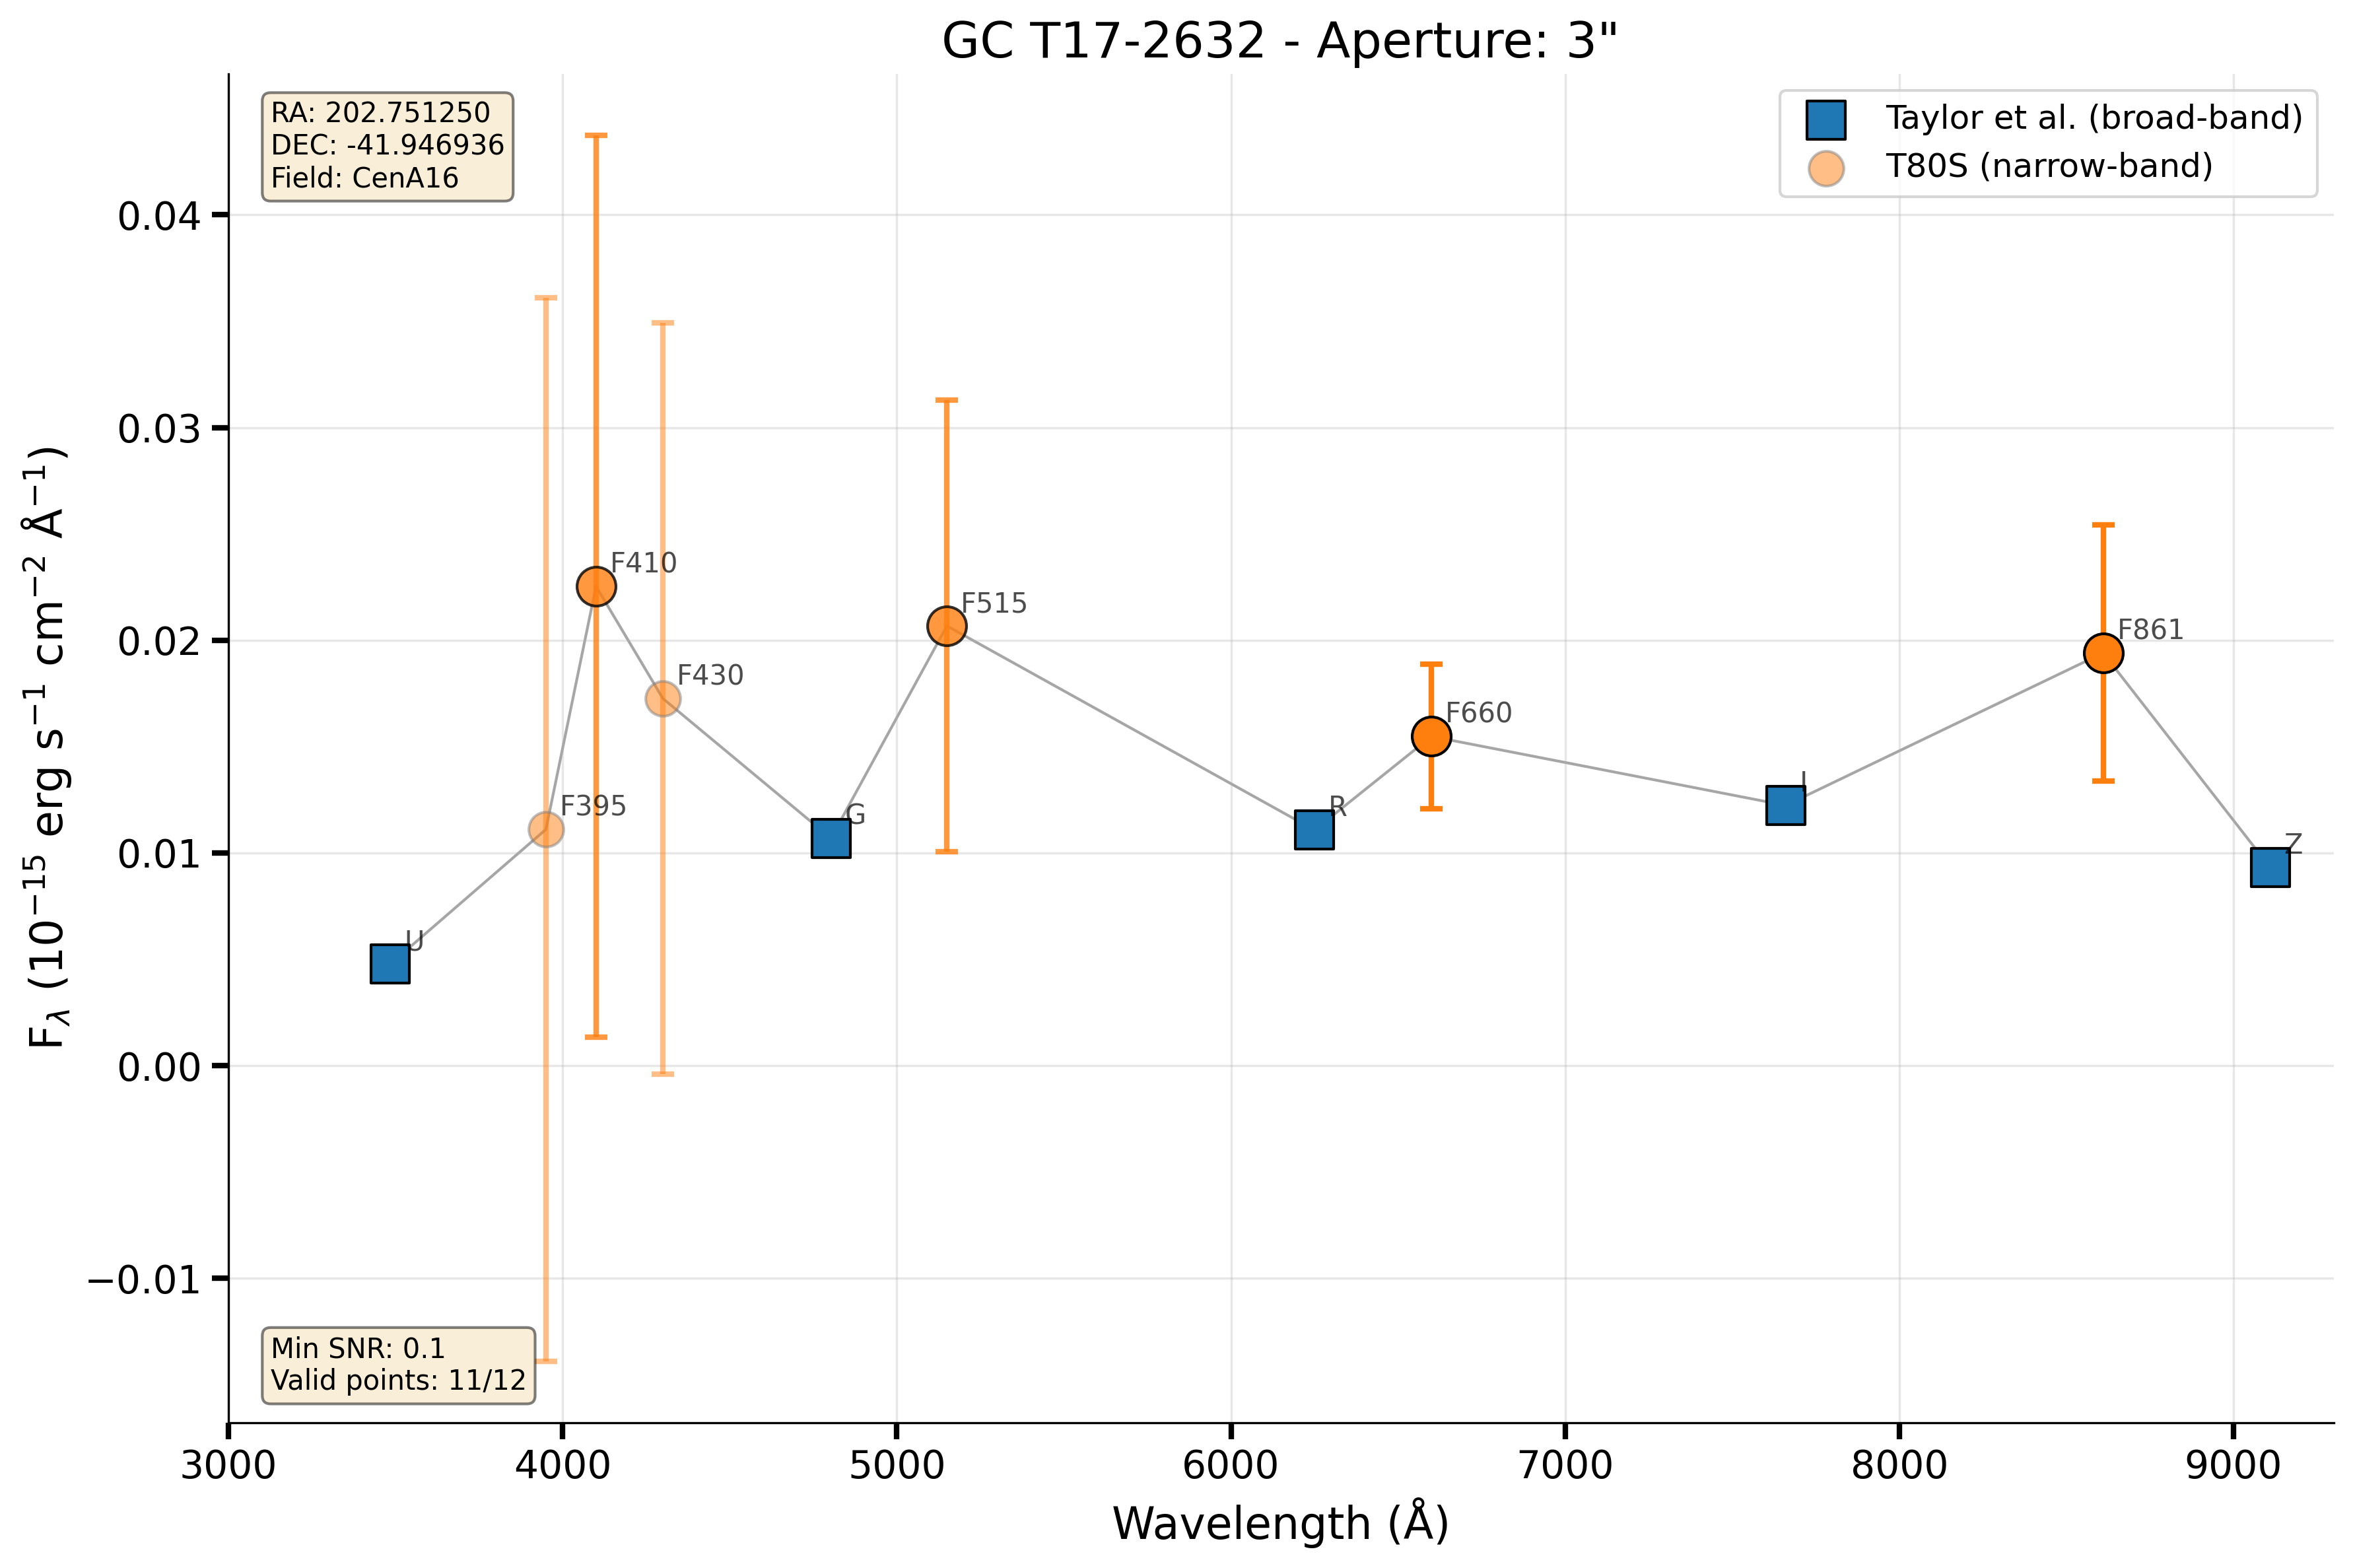 GC T17-2632 - Aperture: 3"
RA: 202.751250
DEC: -41.946936
Field: CenA16
Taylor et al. (broad-band)
T80S (narrow-band)
F_λ (10⁻¹⁵ erg s⁻¹ cm⁻² Å⁻¹)
0.04
0.03
0.02
0.01
0.00
−0.01
U
F395
F410
F430
G
F515
R
F660
I
F861
Z
Min SNR: 0.1
Valid points: 11/12
3000 4000 5000 6000 7000 8000 9000
Wavelength (Å)